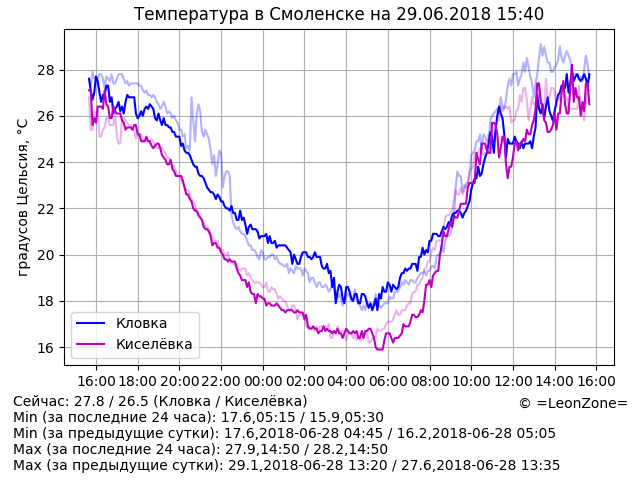 Температура в Смоленске на 29.06.2018 15:40
градусов Цельсия, °C
28
26
24
22
20
18
16
Кловка
Киселёвка
16:00 18:00 20:00 22:00 00:00 02:00 04:00 06:00 08:00 10:00 12:00 14:00 16:00
Сейчас: 27.8 / 26.5 (Кловка / Киселёвка)
© =LeonZone=
Min (за последние 24 часа): 17.6,05:15 / 15.9,05:30
Min (за предыдущие сутки): 17.6,2018-06-28 04:45 / 16.2,2018-06-28 05:05
Max (за последние 24 часа): 27.9,14:50 / 28.2,14:50
Max (за предыдущие сутки): 29.1,2018-06-28 13:20 / 27.6,2018-06-28 13:35